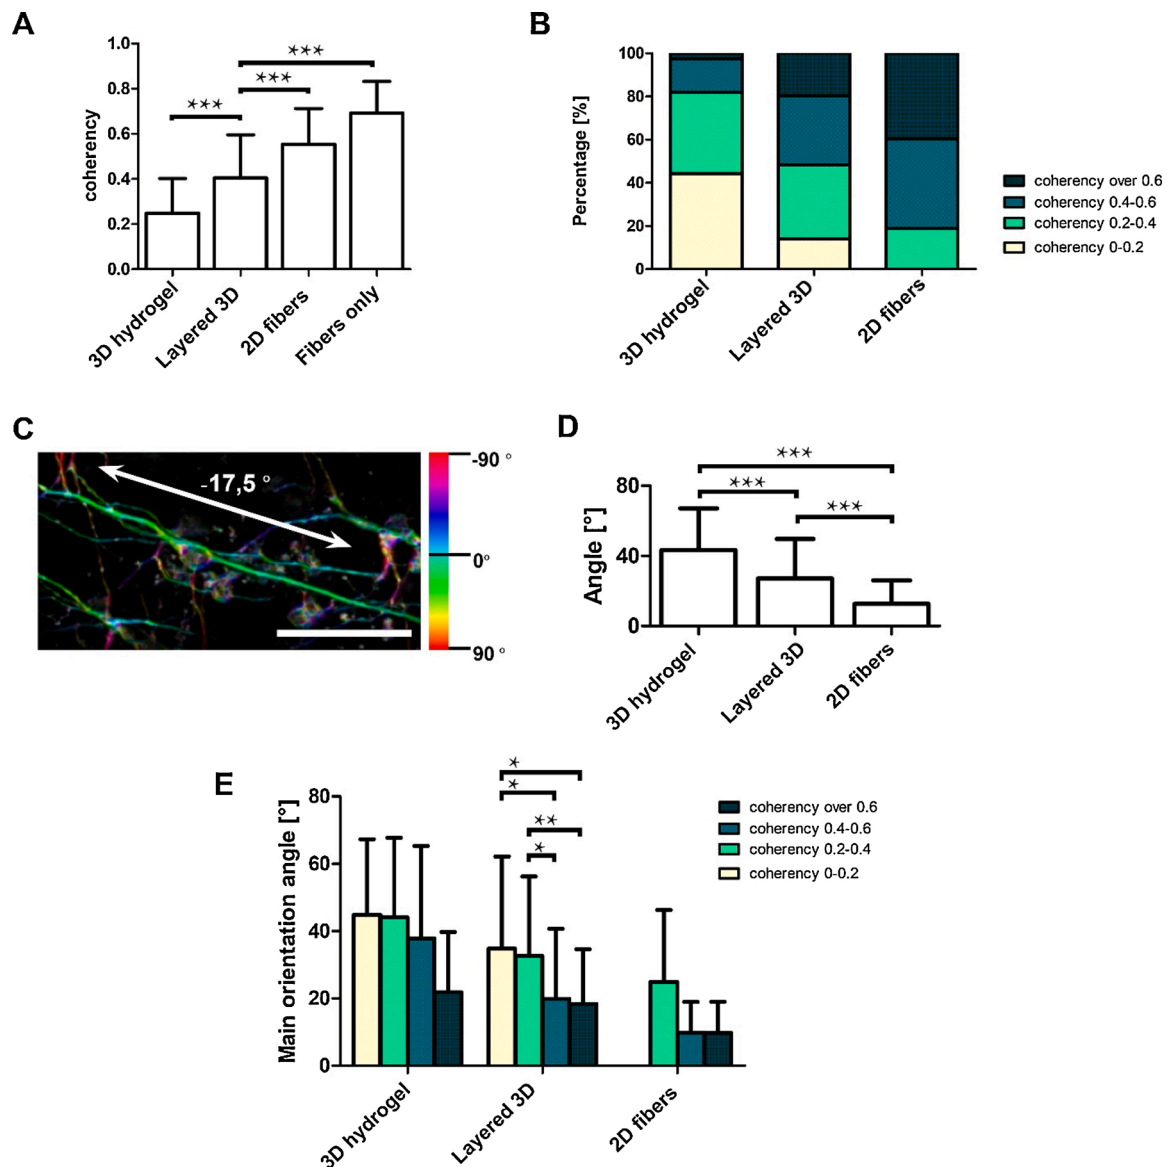 A
coherency
1.0
0.8
0.6
0.4
0.2
0.0
***
***
***
3D hydrogel
Layered 3D
2D fibers
Fibers only
B
Percentage [%]
100
80
60
40
20
0
3D hydrogel
Layered 3D
2D fibers
coherency over 0.6
coherency 0.4-0.6
coherency 0.2-0.4
coherency 0-0.2
C
-17,5 °
-90 °
0°
90 °
D
Angle [°]
80
40
0
***
***
***
3D hydrogel
Layered 3D
2D fibers
E
Main orientation angle [°]
80
60
40
20
0
*
*
**
*
3D hydrogel
Layered 3D
2D fibers
coherency over 0.6
coherency 0.4-0.6
coherency 0.2-0.4
coherency 0-0.2